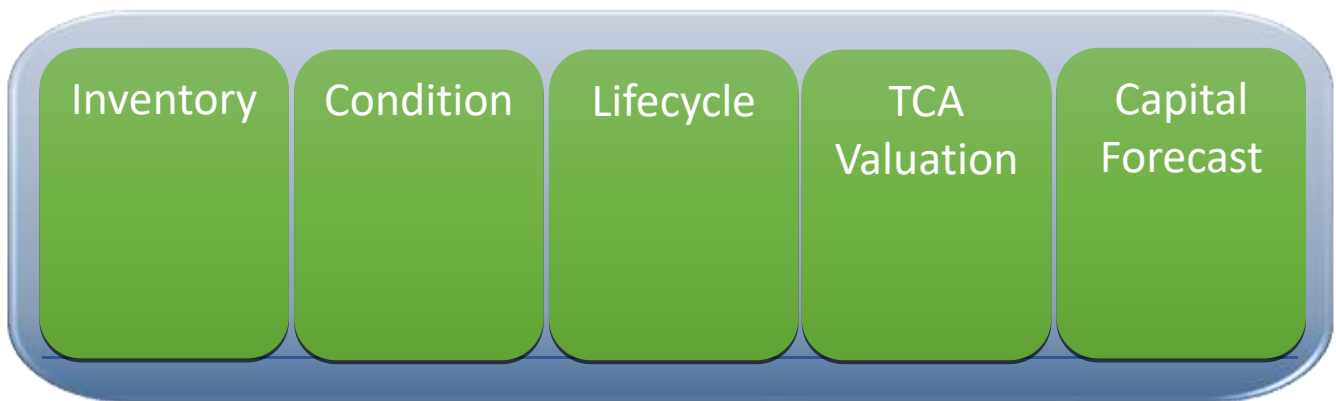 Inventory
Condition
Lifecycle
TCA
Valuation
Capital
Forecast